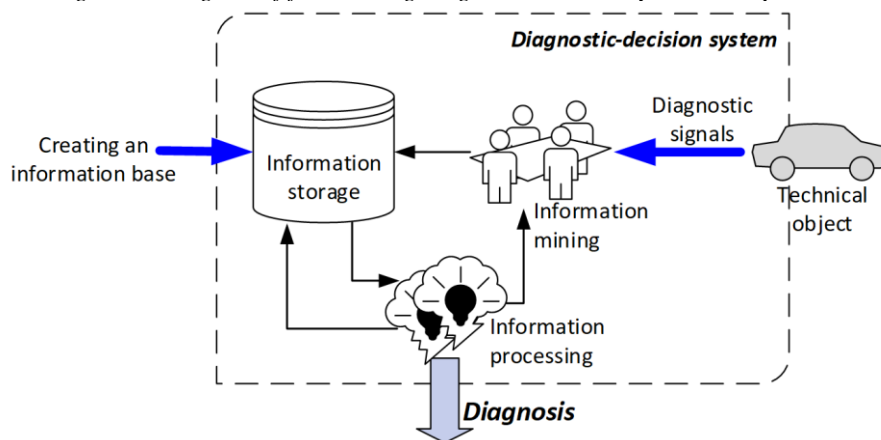 Diagnostic-decision system
Creating an
information base
Information
storage
Diagnostic
signals
Technical
object
Information
mining
Information
processing
Diagnosis